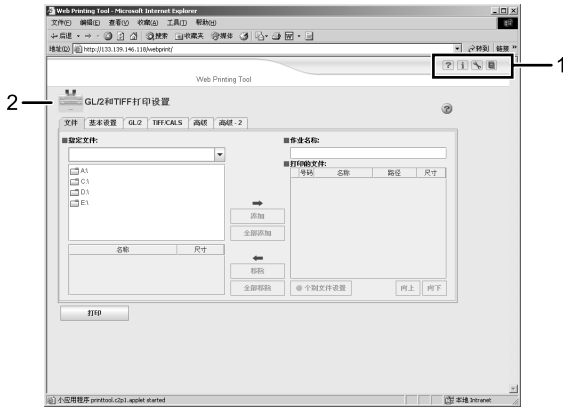 Web Printing Tool - Microsoft Internet Explorer
文件(F) 编辑(E) 查看(V) 收藏(A) 工具(T) 帮助(H)
后退 搜索 收藏夹 媒体
地址(D) http://133.139.146.118/webprint/ 转到 链接 »
1
Web Printing Tool
2
GL/2和TIFF打印设置
文件 基本设置 GL/2 TIFF/CALS 高级 高级 - 2
指定文件: 作业名称:
打印的文件:
号码 名称 路径 尺寸
A:\
C:\
D:\
E:\
添加
全部添加
名称 尺寸
移除
全部移除 个别文件设置 向上 向下
打印
小应用程序 printtool.c2p1.applet started 本地 Intranet